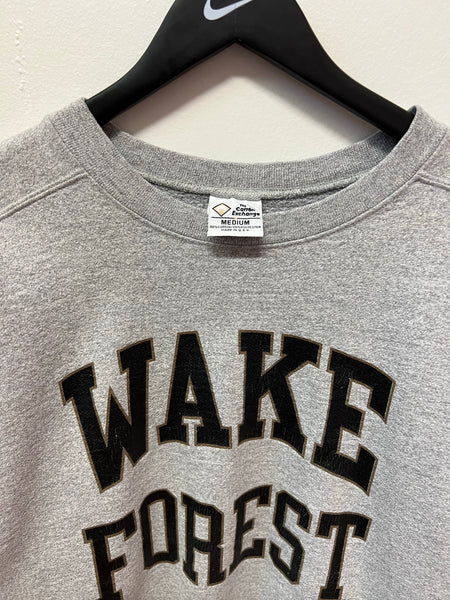 The
Cotton
Exchange
MEDIUM
MADE IN U.S.A.
WAKE
FOREST